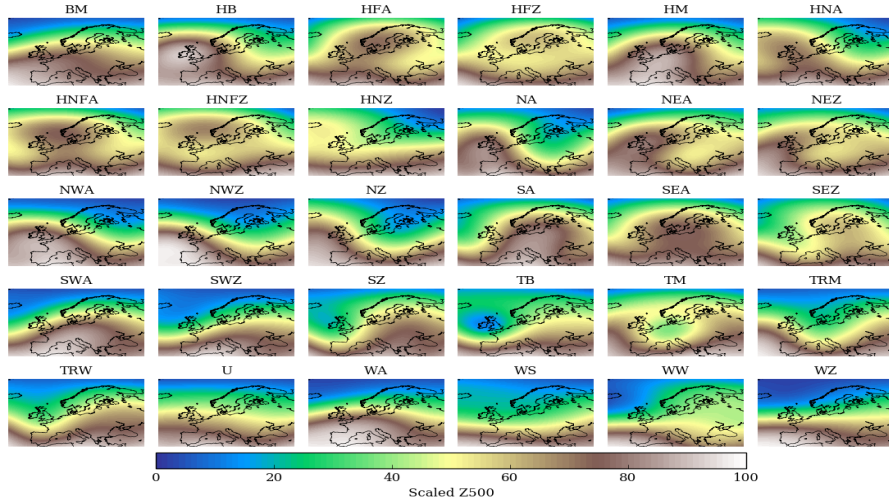 BM HB HFA HFZ HM HNA
HNFA HNFZ HNZ NA NEA NEZ
NWA NWZ NZ SA SEA SEZ
SWA SWZ SZ TB TM TRM
TRW U WA WS WW WZ
0 20 40 60 80 100
Scaled Z500